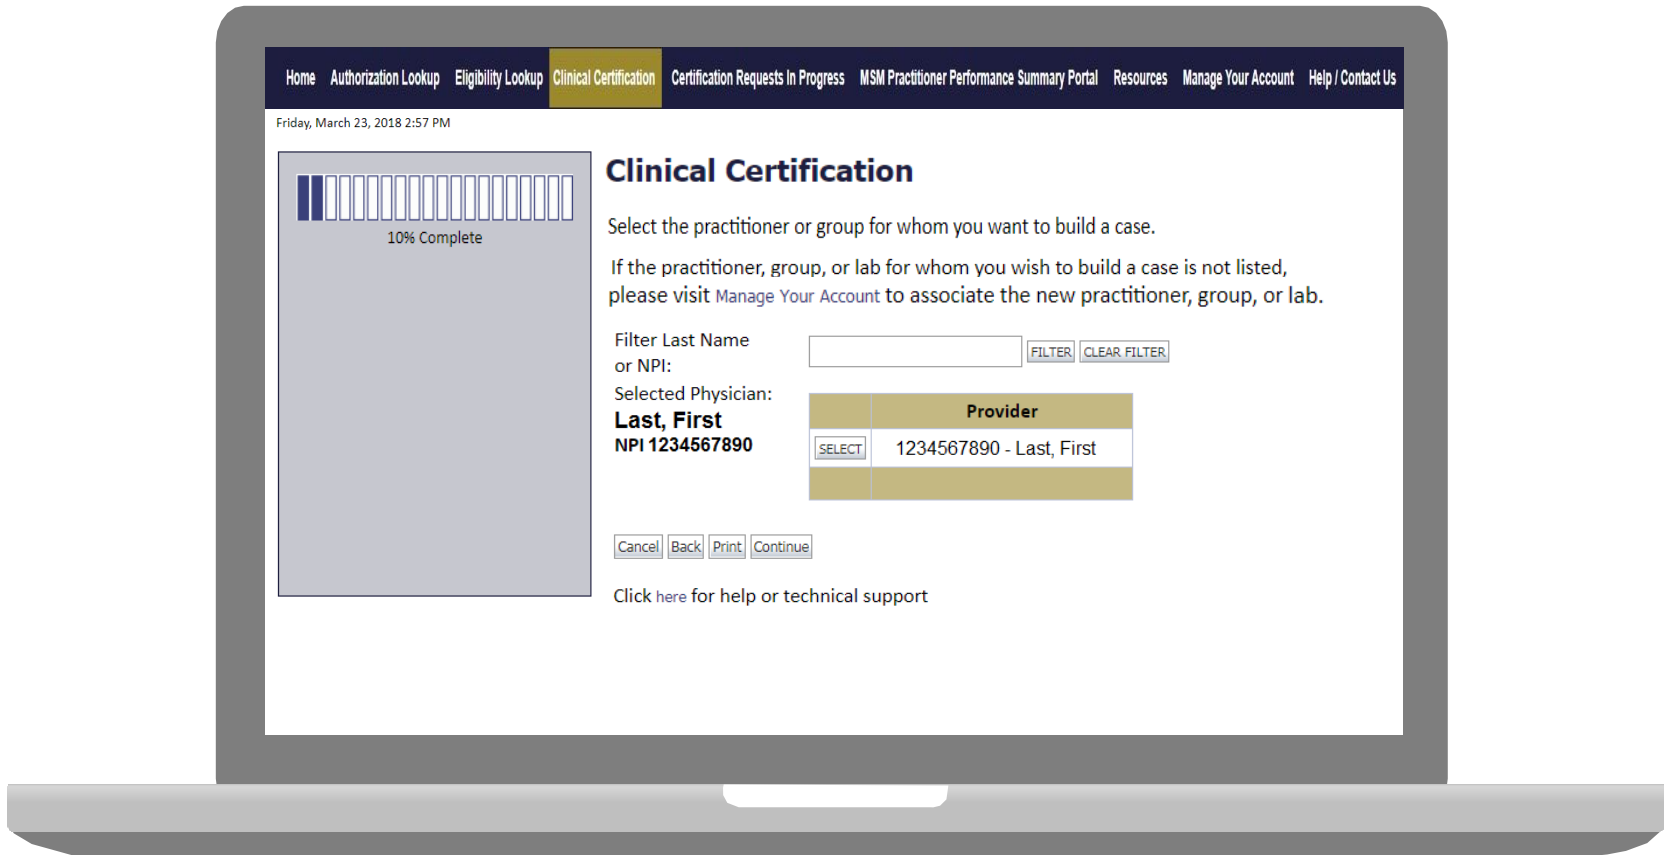 Home Authorization Lookup Eligibility Lookup Clinical Certification Certification Requests In Progress MSM Practitioner Performance Summary Portal Resources Manage Your Account Help / Contact Us
Friday, March 23, 2018 2:57 PM
10% Complete
Clinical Certification
Select the practitioner or group for whom you want to build a case.
If the practitioner, group, or lab for whom you wish to build a case is not listed,
please visit Manage Your Account to associate the new practitioner, group, or lab.
Filter Last Name
or NPI:
FILTER CLEAR FILTER
Selected Physician:
Last, First
NPI 1234567890
Provider
SELECT 1234567890 - Last, First
Cancel Back Print Continue
Click here for help or technical support